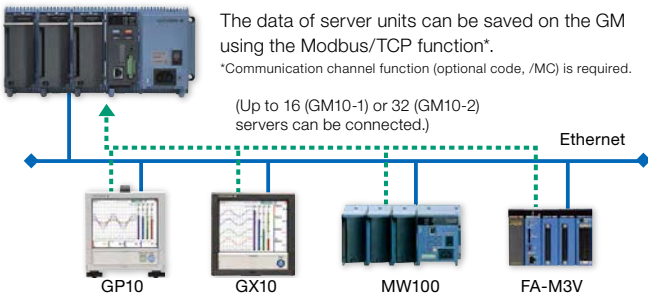 The data of server units can be saved on the GM
using the Modbus/TCP function*.
*Communication channel function (optional code, /MC) is required.
(Up to 16 (GM10-1) or 32 (GM10-2)
servers can be connected.)
Ethernet
GP10
GX10
MW100
FA-M3V